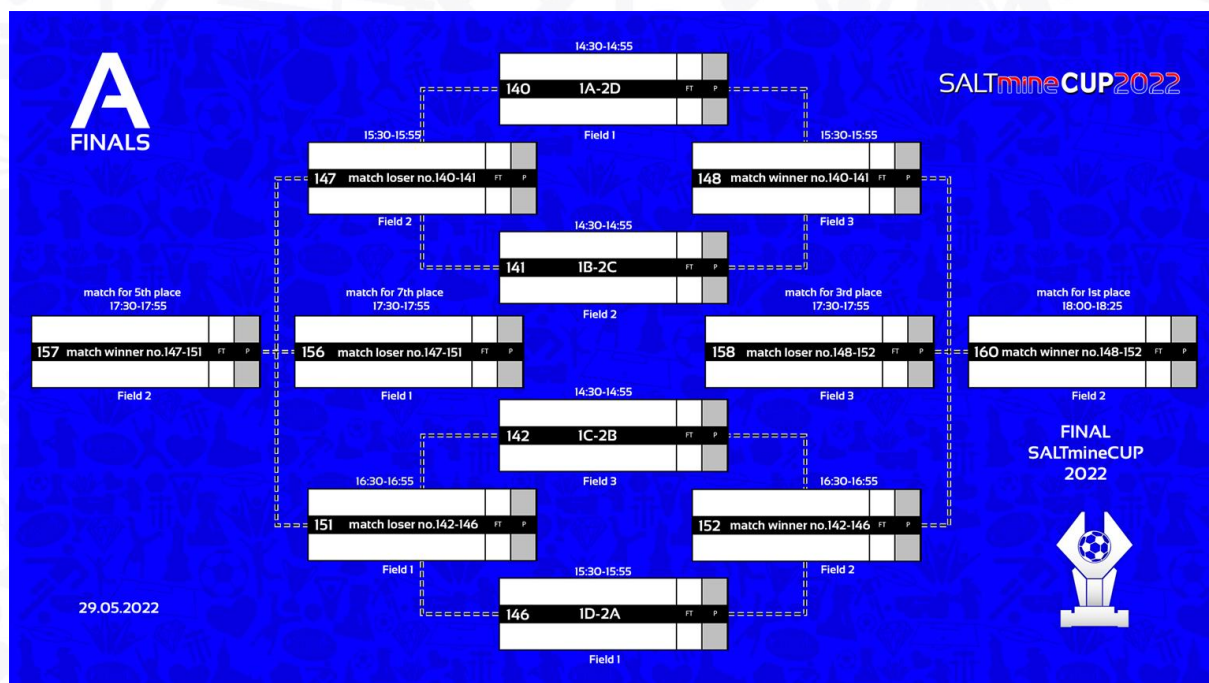 A
FINALS
SALTmineCUP2022
14:30-14:55
140 1A-2D FT P
Field 1
15:30-15:55
147 match loser no.140-141 FT P
Field 2
15:30-15:55
148 match winner no.140-141 FT P
Field 3
14:30-14:55
141 1B-2C FT P
Field 2
match for 5th place
17:30-17:55
157 match winner no.147-151 FT P
Field 2
match for 7th place
17:30-17:55
156 match loser no.147-151 FT P
Field 1
match for 3rd place
17:30-17:55
158 match loser no.148-152 FT P
Field 3
match for 1st place
18:00-18:25
160 match winner no.148-152 FT P
Field 2
14:30-14:55
142 1C-2B FT P
Field 3
16:30-16:55
151 match loser no.142-146 FT P
Field 1
16:30-16:55
152 match winner no.142-146 FT P
Field 2
15:30-15:55
146 1D-2A FT P
Field 1
FINAL
SALTmineCUP
2022
29.05.2022